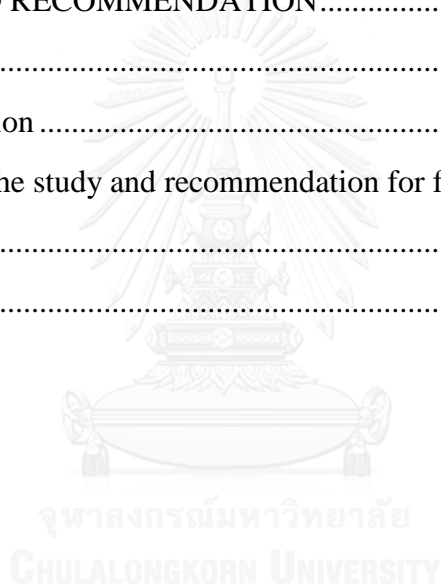 RECOMMENDATION...................
.............................................................
ion ......................................................
he study and recommendation for f
.............................................................
.............................................................
จุฬาลงกรณ์มหาวิทยาลัย
CHULALONGKORN UNIVERSITY